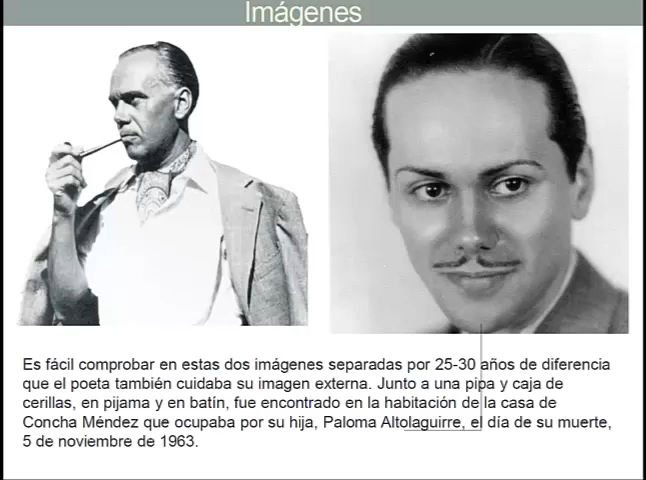 Imágenes
Es fácil comprobar en estas dos imágenes separadas por 25-30 años de diferencia
que el poeta también cuidaba su imagen externa. Junto a una pipa y caja de
cerillas, en pijama y en batín, fue encontrado en la habitación de la casa de
Concha Méndez que ocupaba por su hija, Paloma Altolaguirre, el día de su muerte,
5 de noviembre de 1963.